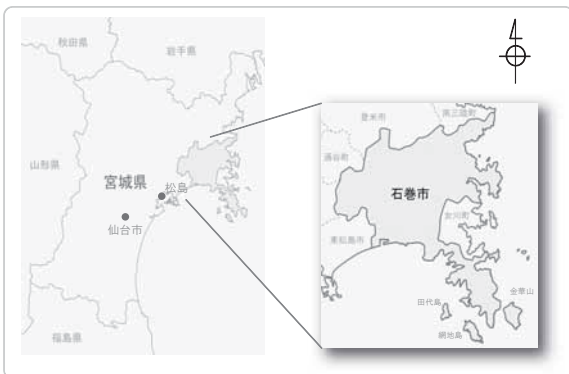 秋田県
岩手県
山形県
宮城県
松島
仙台市
福島県
登米市
南三陸町
涌谷町
石巻市
女川町
東松島市
田代島
金華山
網地島